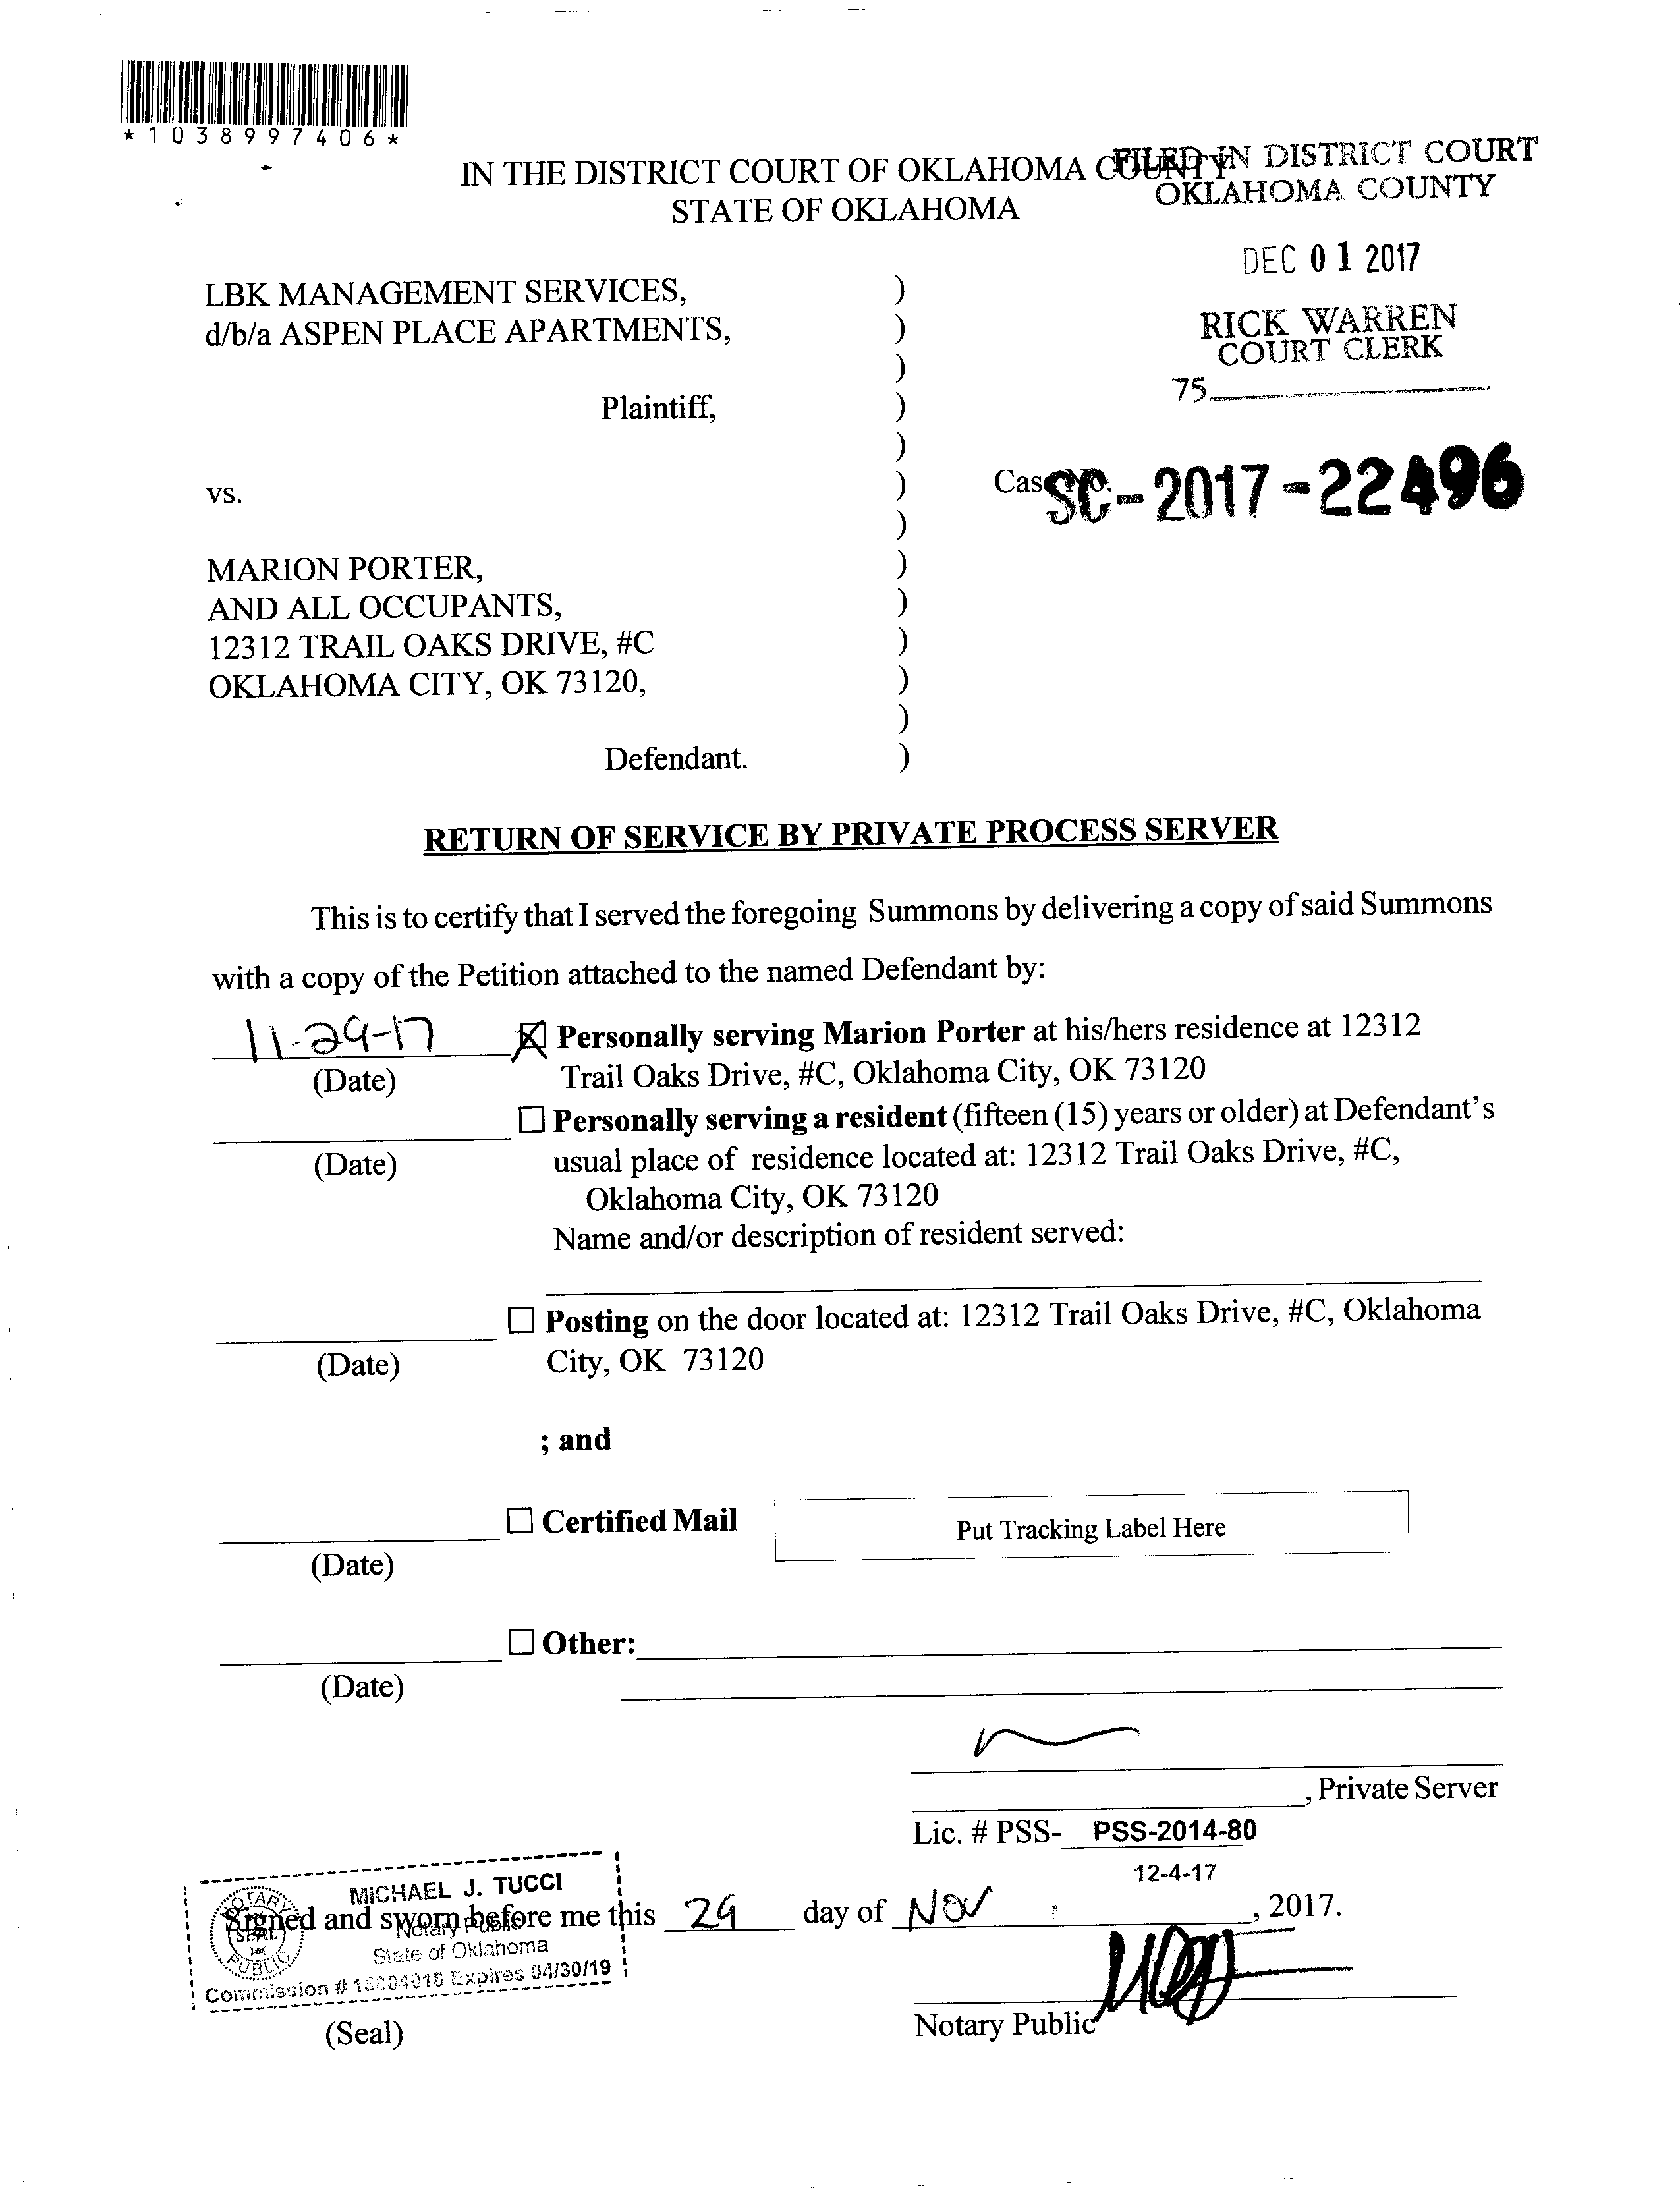 *1038997406*
IN THE DISTRICT COURT OF OKLAHOMA COUNTY
STATE OF OKLAHOMA
FILED IN DISTRICT COURT
OKLAHOMA COUNTY
DEC 01 2017
RICK WARREN
COURT CLERK
75
LBK MANAGEMENT SERVICES, )
d/b/a ASPEN PLACE APARTMENTS, )
)
Plaintiff, )
)
vs. )
Case No. SC-2017-22496
)
MARION PORTER, )
AND ALL OCCUPANTS, )
12312 TRAIL OAKS DRIVE, #C )
OKLAHOMA CITY, OK 73120, )
)
Defendant. )
RETURN OF SERVICE BY PRIVATE PROCESS SERVER
This is to certify that I served the foregoing Summons by delivering a copy of said Summons
with a copy of the Petition attached to the named Defendant by:
11-29-17 ☒ Personally serving Marion Porter at his/hers residence at 12312
(Date) Trail Oaks Drive, #C, Oklahoma City, OK 73120
☐ Personally serving a resident (fifteen (15) years or older) at Defendant's
(Date) usual place of residence located at: 12312 Trail Oaks Drive, #C,
Oklahoma City, OK 73120
Name and/or description of resident served:
☐ Posting on the door located at: 12312 Trail Oaks Drive, #C, Oklahoma
(Date) City, OK 73120
; and
☐ Certified Mail Put Tracking Label Here
(Date)
☐ Other:
(Date)
, Private Server
Lic. # PSS- PSS-2014-80
12-4-17
Signed and sworn before me this 29 day of Nov, 2017.
MICHAEL J. TUCCI
Notary Public
State of Oklahoma
Commission # Expires 04/30/19
NOTARY
SEAL
PUBLIC
(Seal)
Notary Public